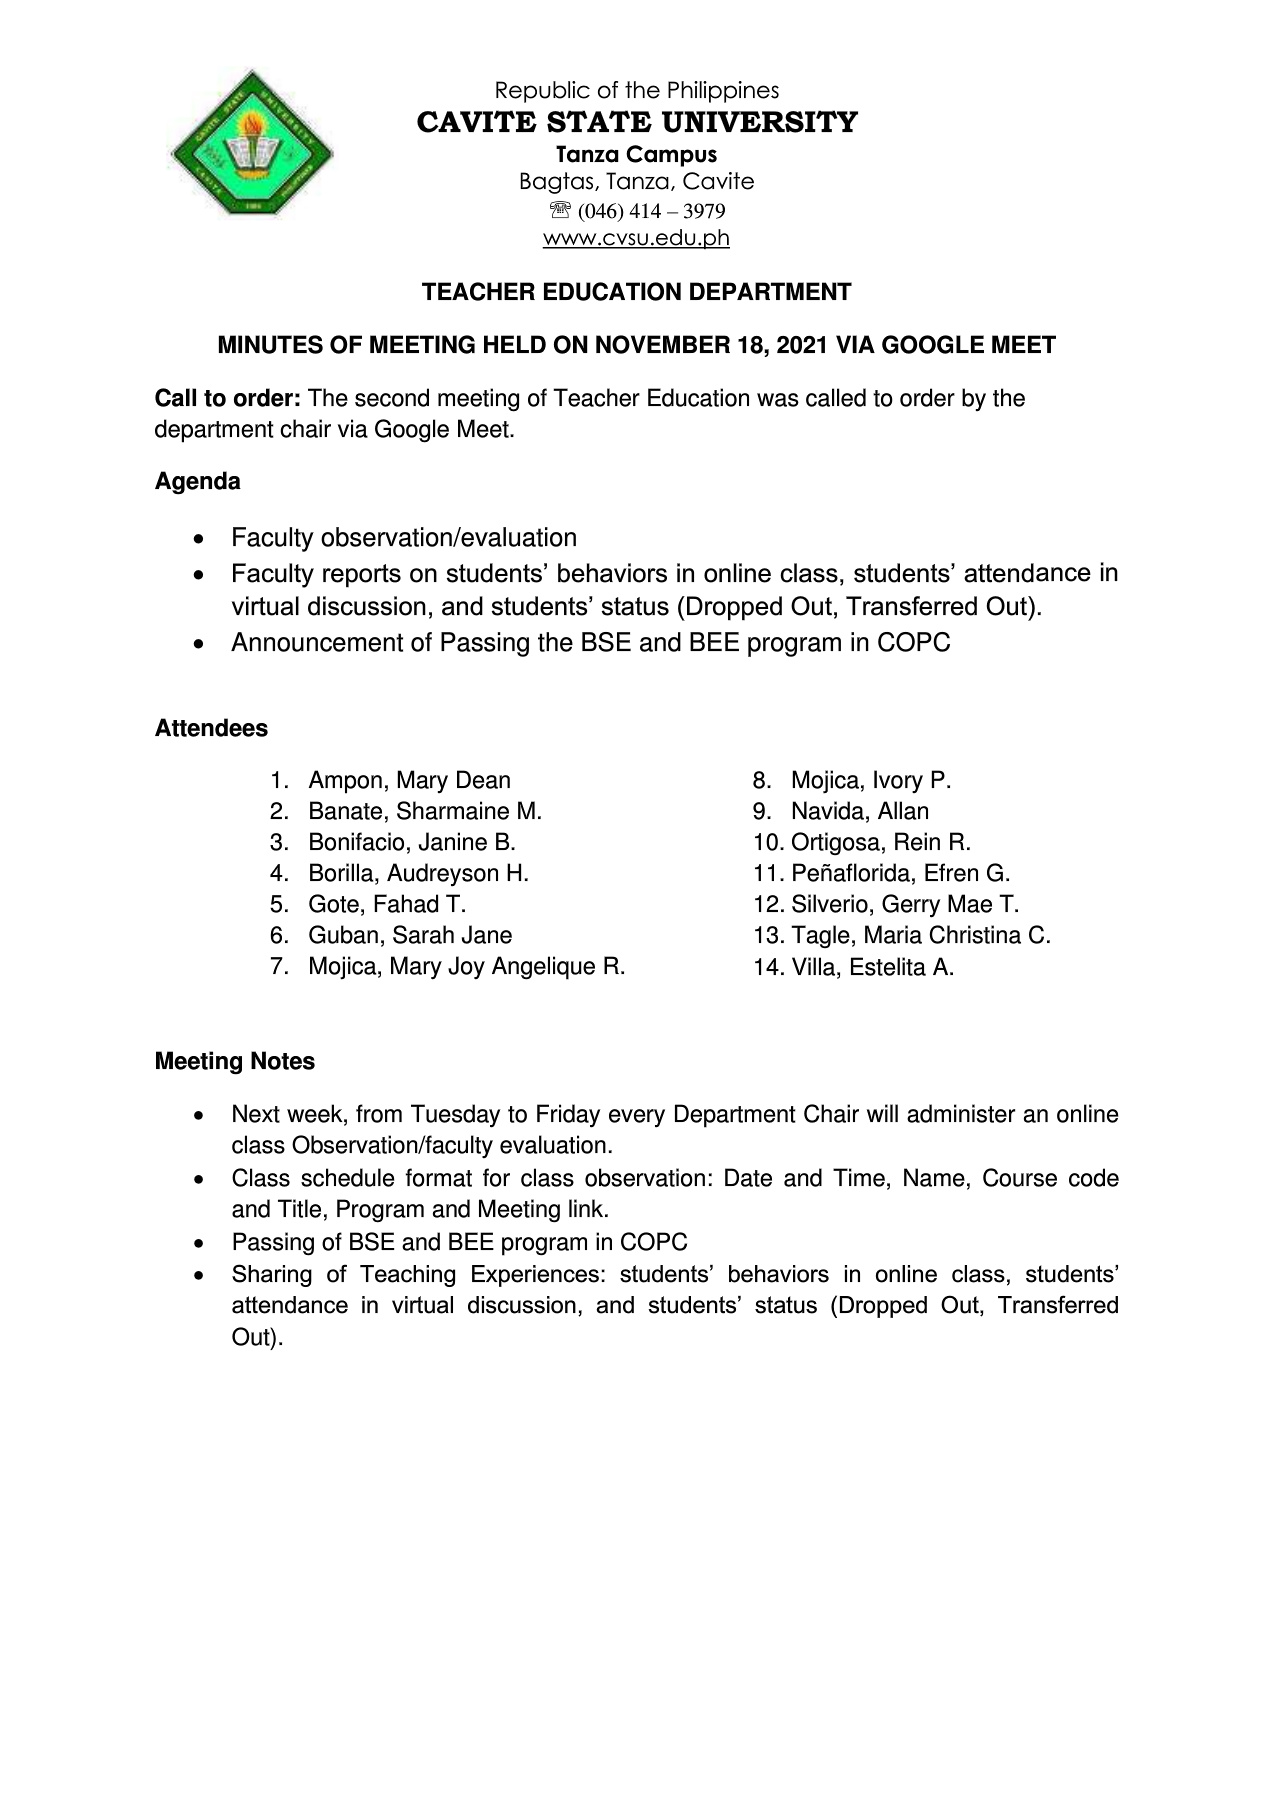 CAVITE STATE UNIVERSITY
CAVITE
PHILIPPINES
Republic of the Philippines
CAVITE STATE UNIVERSITY
Tanza Campus
Bagtas, Tanza, Cavite
☏ (046) 414 – 3979
www.cvsu.edu.ph
TEACHER EDUCATION DEPARTMENT
MINUTES OF MEETING HELD ON NOVEMBER 18, 2021 VIA GOOGLE MEET
Call to order: The second meeting of Teacher Education was called to order by the
department chair via Google Meet.
Agenda
• Faculty observation/evaluation
• Faculty reports on students’ behaviors in online class, students’ attendance in
virtual discussion, and students’ status (Dropped Out, Transferred Out).
• Announcement of Passing the BSE and BEE program in COPC
Attendees
1. Ampon, Mary Dean
2. Banate, Sharmaine M.
3. Bonifacio, Janine B.
4. Borilla, Audreyson H.
5. Gote, Fahad T.
6. Guban, Sarah Jane
7. Mojica, Mary Joy Angelique R.
8. Mojica, Ivory P.
9. Navida, Allan
10. Ortigosa, Rein R.
11. Peñaflorida, Efren G.
12. Silverio, Gerry Mae T.
13. Tagle, Maria Christina C.
14. Villa, Estelita A.
Meeting Notes
• Next week, from Tuesday to Friday every Department Chair will administer an online
class Observation/faculty evaluation.
• Class schedule format for class observation: Date and Time, Name, Course code
and Title, Program and Meeting link.
• Passing of BSE and BEE program in COPC
• Sharing of Teaching Experiences: students’ behaviors in online class, students’
attendance in virtual discussion, and students’ status (Dropped Out, Transferred
Out).